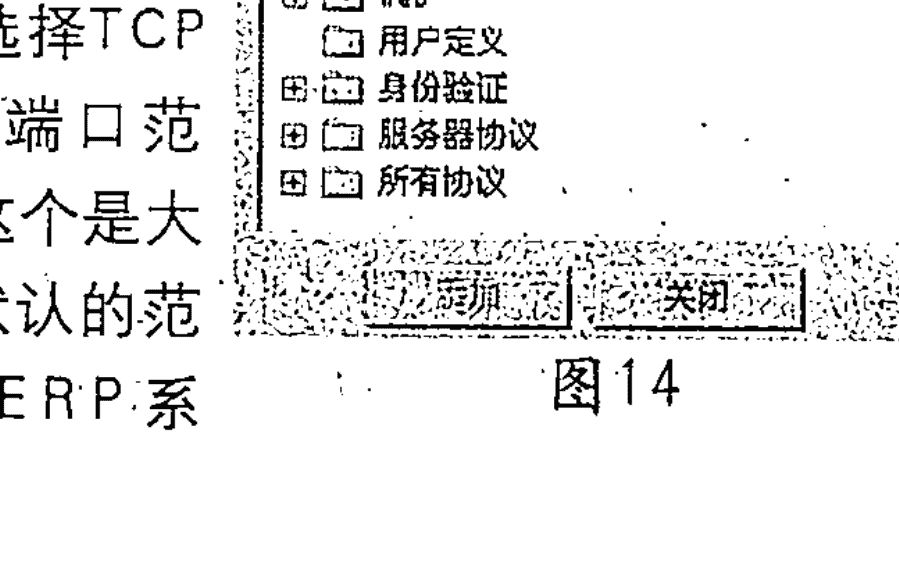 选择TCP
端口范
这个是大
默认的范
ERP系
用户定义
身份验证
服务器协议
所有协议
添加
关闭
图14